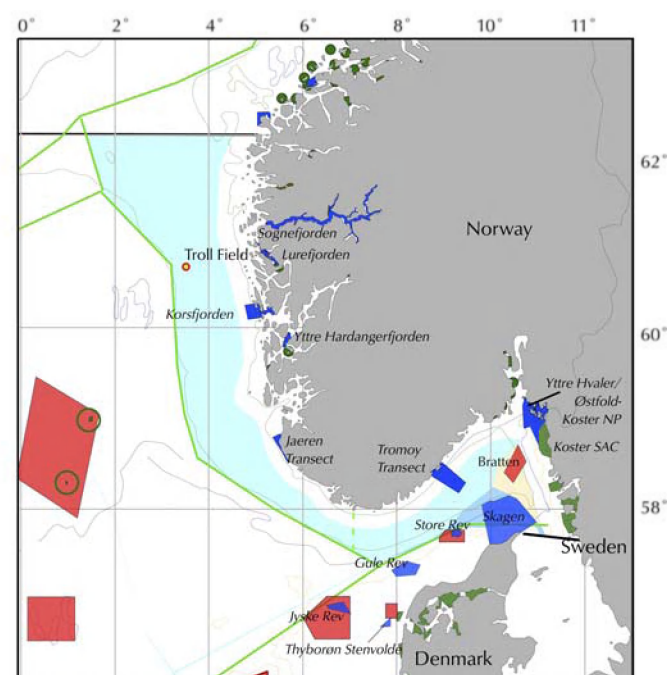 0° 2° 4° 6° 8° 10° 11°
62°
Norway
Sognefjorden
Troll Field
Lurefjorden
Korsfjorden
60°
Yttre Hardangerfjorden
Yttre Hvaler/
Østfold-
Koster NP
Jaeren
Transect
Tromoy
Transect
Koster SAC
Bratten
58°
Skagen
Store Rev
Sweden
Gule Rev
Jyske Rev
Thyborøn Stenvolde
Denmark